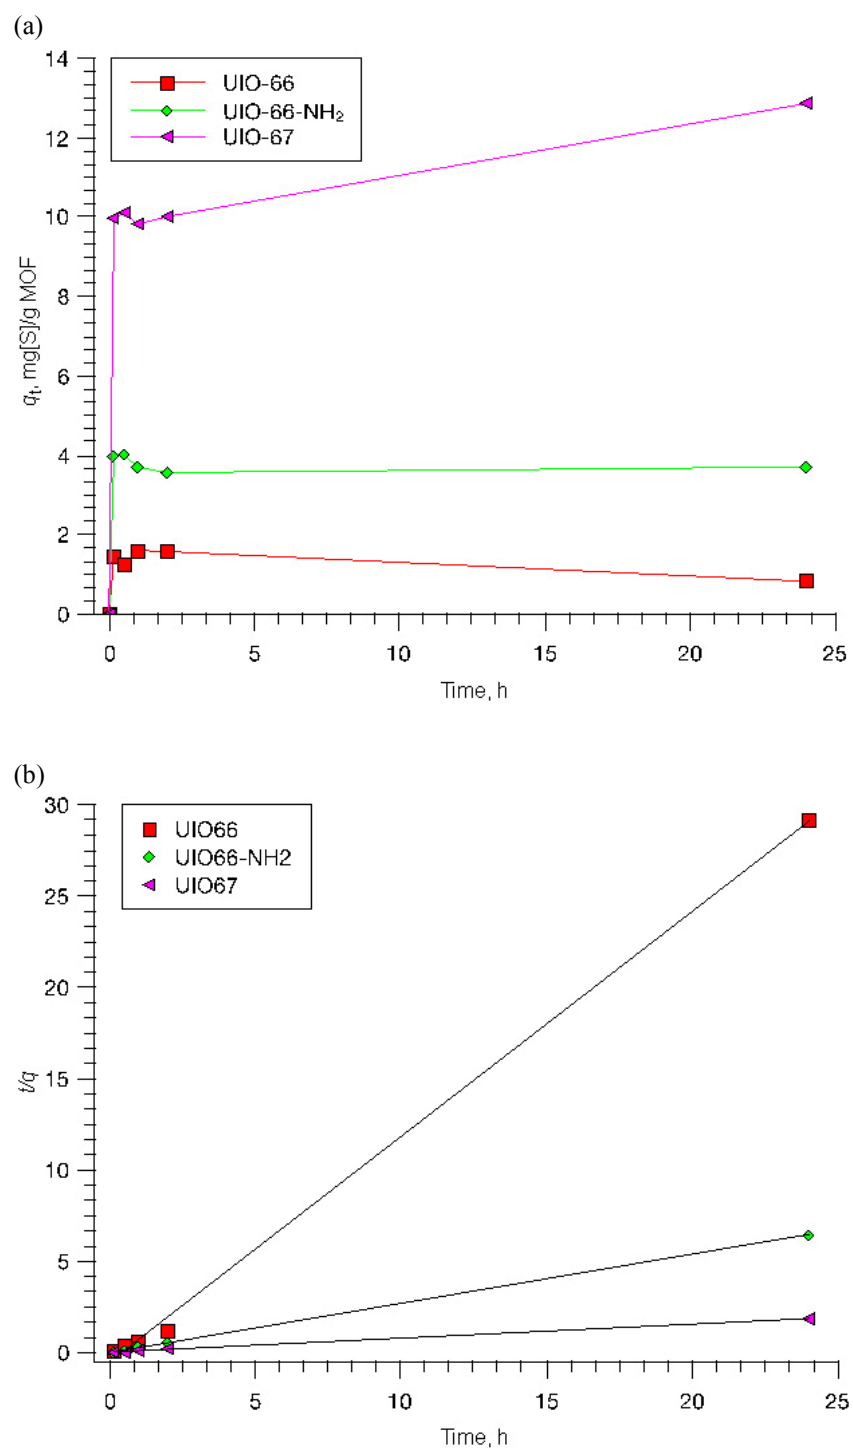 (a)
14
12
10
8
6
4
2
0
q_t, mg[S]/g MOF
UIO-66
UIO-66-NH₂
UIO-67
0 5 10 15 20 25
Time, h
(b)
30
25
20
15
10
5
0
t/q
UIO66
UIO66-NH2
UIO67
0 5 10 15 20 25
Time, h